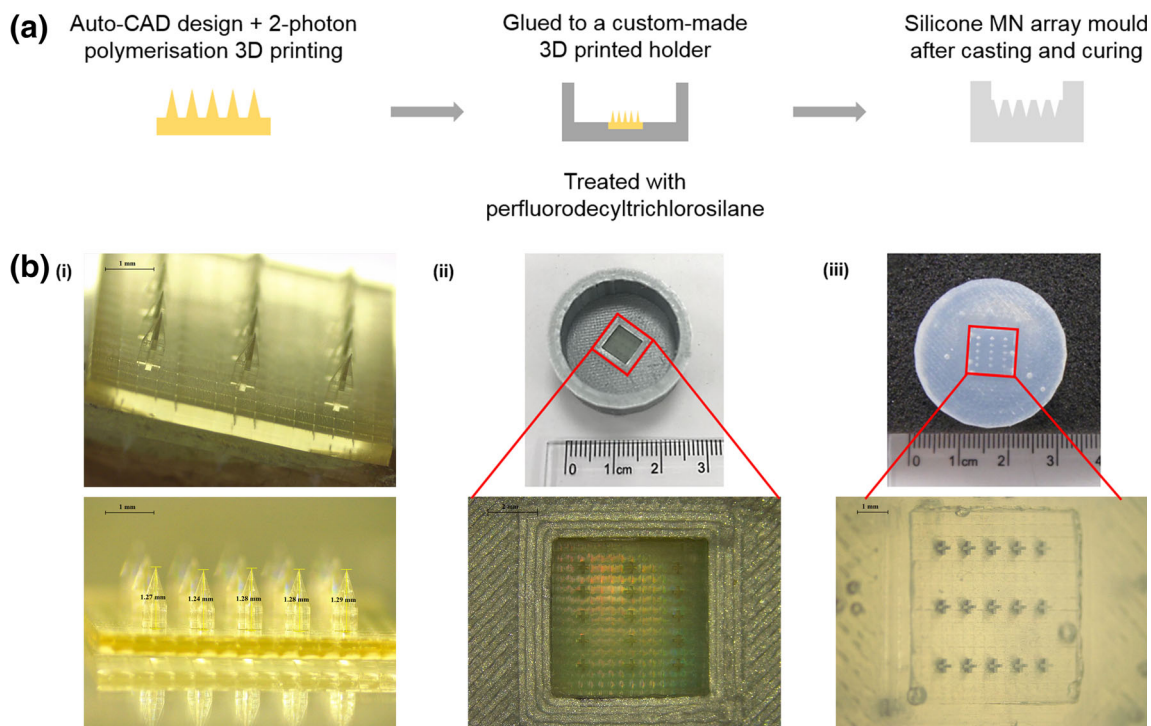 (a)
Auto-CAD design + 2-photon
polymerisation 3D printing
Glued to a custom-made
3D printed holder
Silicone MN array mould
after casting and curing
Treated with
perfluorodecyltrichlorosilane
(b)
(i)
1 mm
(ii)
0 1 cm 2 3
(iii)
0 1 cm 2 3 4
1 mm
1.27 mm 1.24 mm 1.28 mm 1.28 mm 1.29 mm
1 mm